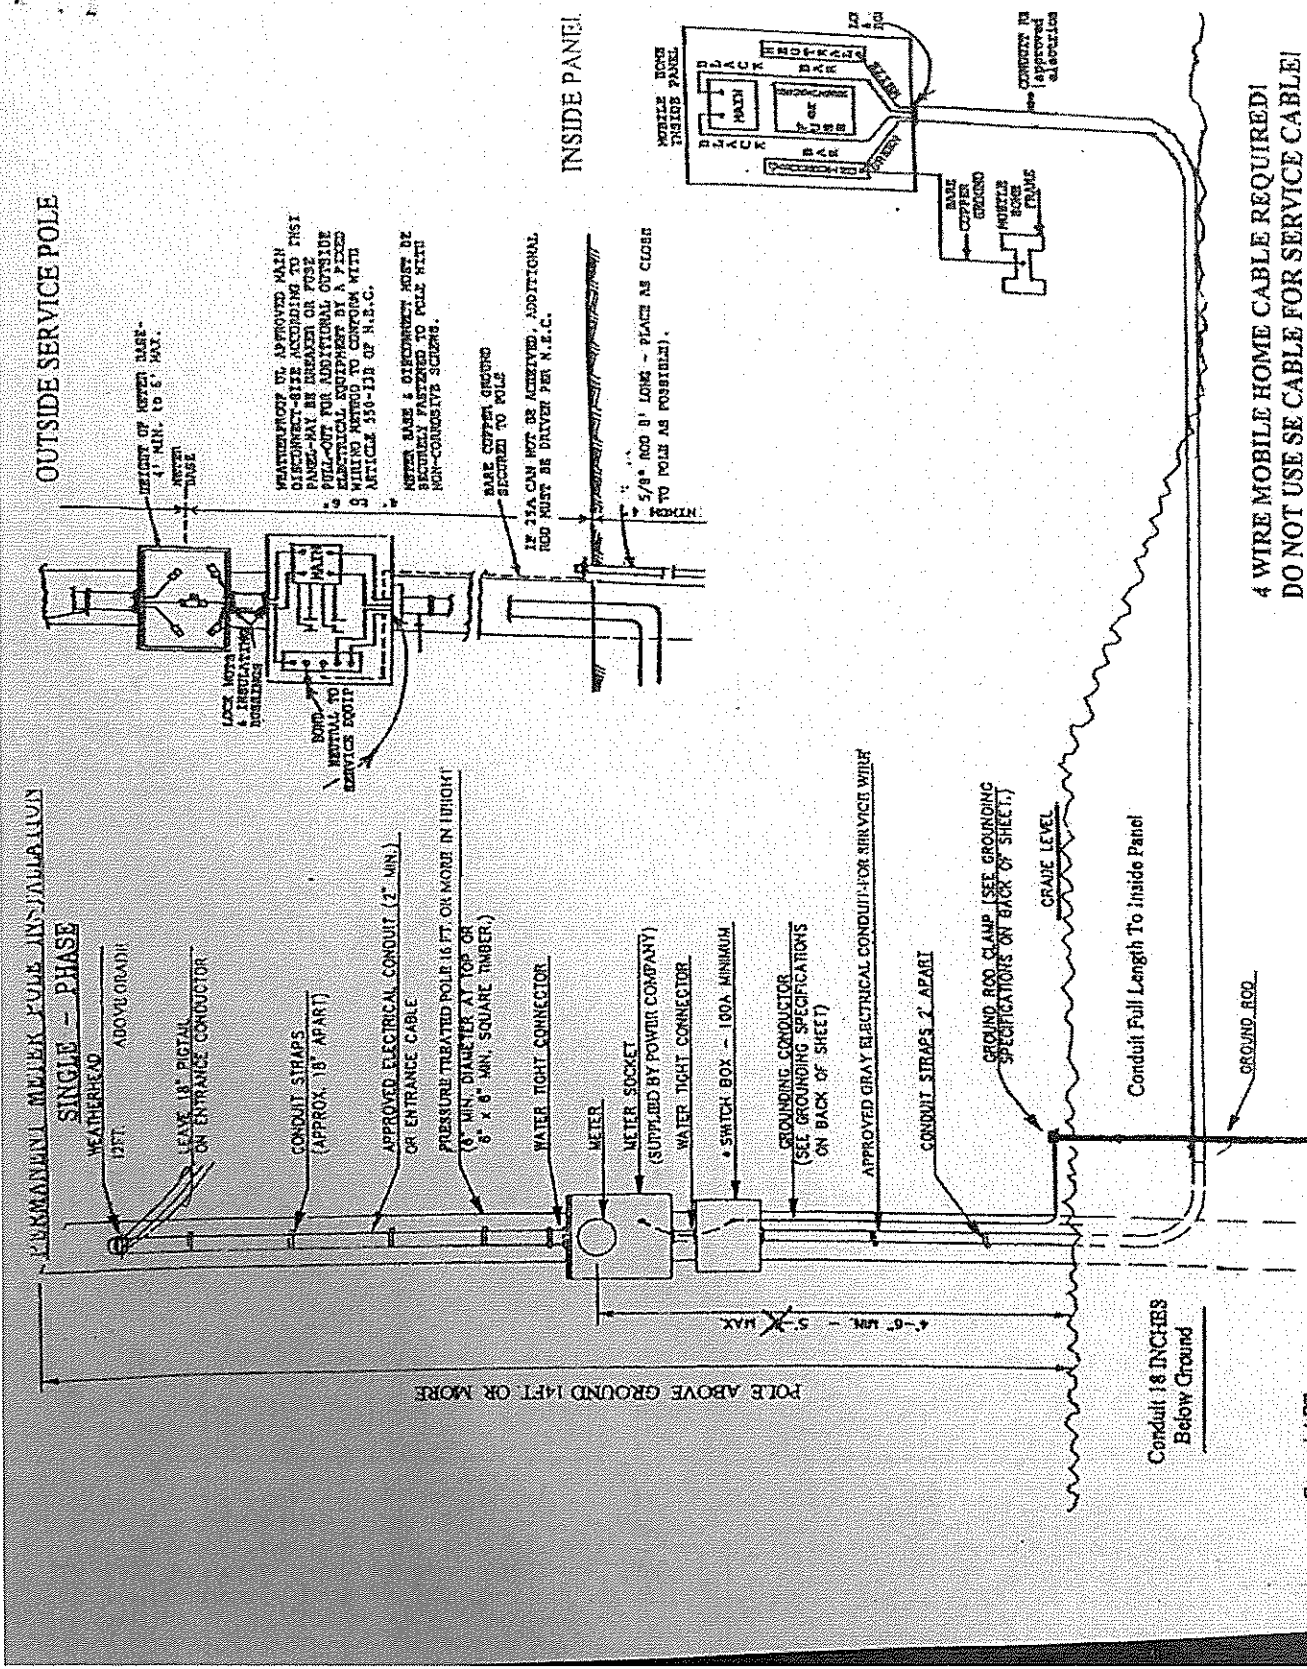 PERMANENT METER POLE INSTALLATION
SINGLE - PHASE
WEATHERHEAD
12FT. ABOVE GRADE
LEAVE 18" PIGTAIL
ON ENTRANCE CONDUCTOR
CONDUIT STRAPS
(APPROX. 18" APART)
APPROVED ELECTRICAL CONDUIT (2" MIN.)
OR ENTRANCE CABLE
PRESSURE TREATED POLE 16 FT. OR MORE IN HEIGHT
(6" MIN. DIAMETER AT TOP OR
6" x 6" MIN. SQUARE TIMBER)
WATER TIGHT CONNECTOR
METER
METER SOCKET
(SUPPLIED BY POWER COMPANY)
WATER TIGHT CONNECTOR
* SWITCH BOX - 100A MINIMUM
GROUNDING CONDUCTOR
(SEE GROUNDING SPECIFICATIONS
ON BACK OF SHEET)
APPROVED GRAY ELECTRICAL CONDUIT FOR SERVICE WIRE
CONDUIT STRAPS 2' APART
GROUND ROD CLAMP (SEE GROUNDING
SPECIFICATIONS ON BACK OF SHEET.)
GRADE LEVEL
Conduit Full Length To Inside Panel
GROUND ROD
POLE ABOVE GROUND 14FT OR MORE
4'-6" MIN. - 5'- MAX
Conduit 18 INCHES
Below Ground
OUTSIDE SERVICE POLE
HEIGHT OF METER BASE-
4' MIN. to 6' MAX.
METER
BASE
WEATHERPROOF UL APPROVED MAIN
DISCONNECT-SIZE ACCORDING TO INSI
PANEL-MAY BE BREAKER OR FUSE
PULL-OUT FOR ADDITIONAL OUTSIDE
ELECTRICAL EQUIPMENT BY A FIXED
WIRING METHOD TO CONFORM WITH
ARTICLE 550-13B OF N.E.C.
METER BASE & DISCONNECT MUST BE
SECURELY FASTENED TO POLE WITH
NON-CORROSIVE SCREWS.
MAIN
LOCK NUTS
& INSULATING
BUSHINGS
BOND
NEUTRAL TO
SERVICE EQUIP
BARE COPPER GROUND
SECURED TO POLE
IF 25A CAN NOT BE ACHIEVED, ADDITIONAL
ROD MUST BE DRIVEN PER N.E.C.
5/8" ROD 8' LONG - PLACE AS CLOSE
TO POLE AS POSSIBLE).
INSIDE PANEL
MOBILE HOME
INSIDE PANEL
BLACK
MAIN
BLACK
NEUTRAL
BAR
WHITE
OR
FUSE
BAR
GREEN
BARE
COPPER
GROUND
MOBILE
HOME
FRAME
CONDUIT
approved
electrica
4 WIRE MOBILE HOME CABLE REQUIRED!
DO NOT USE SE CABLE FOR SERVICE CABLE!